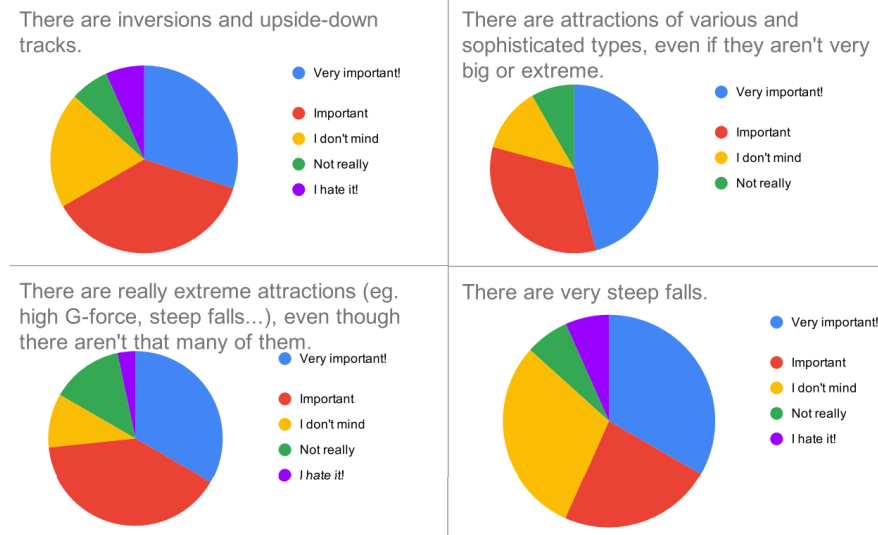 There are inversions and upside-down
tracks.
Very important!
Important
I don't mind
Not really
I hate it!
There are attractions of various and
sophisticated types, even if they aren't very
big or extreme.
Very important!
Important
I don't mind
Not really
There are really extreme attractions (eg.
high G-force, steep falls...), even though
there aren't that many of them.
Very important!
Important
I don't mind
Not really
I hate it!
There are very steep falls.
Very important!
Important
I don't mind
Not really
I hate it!